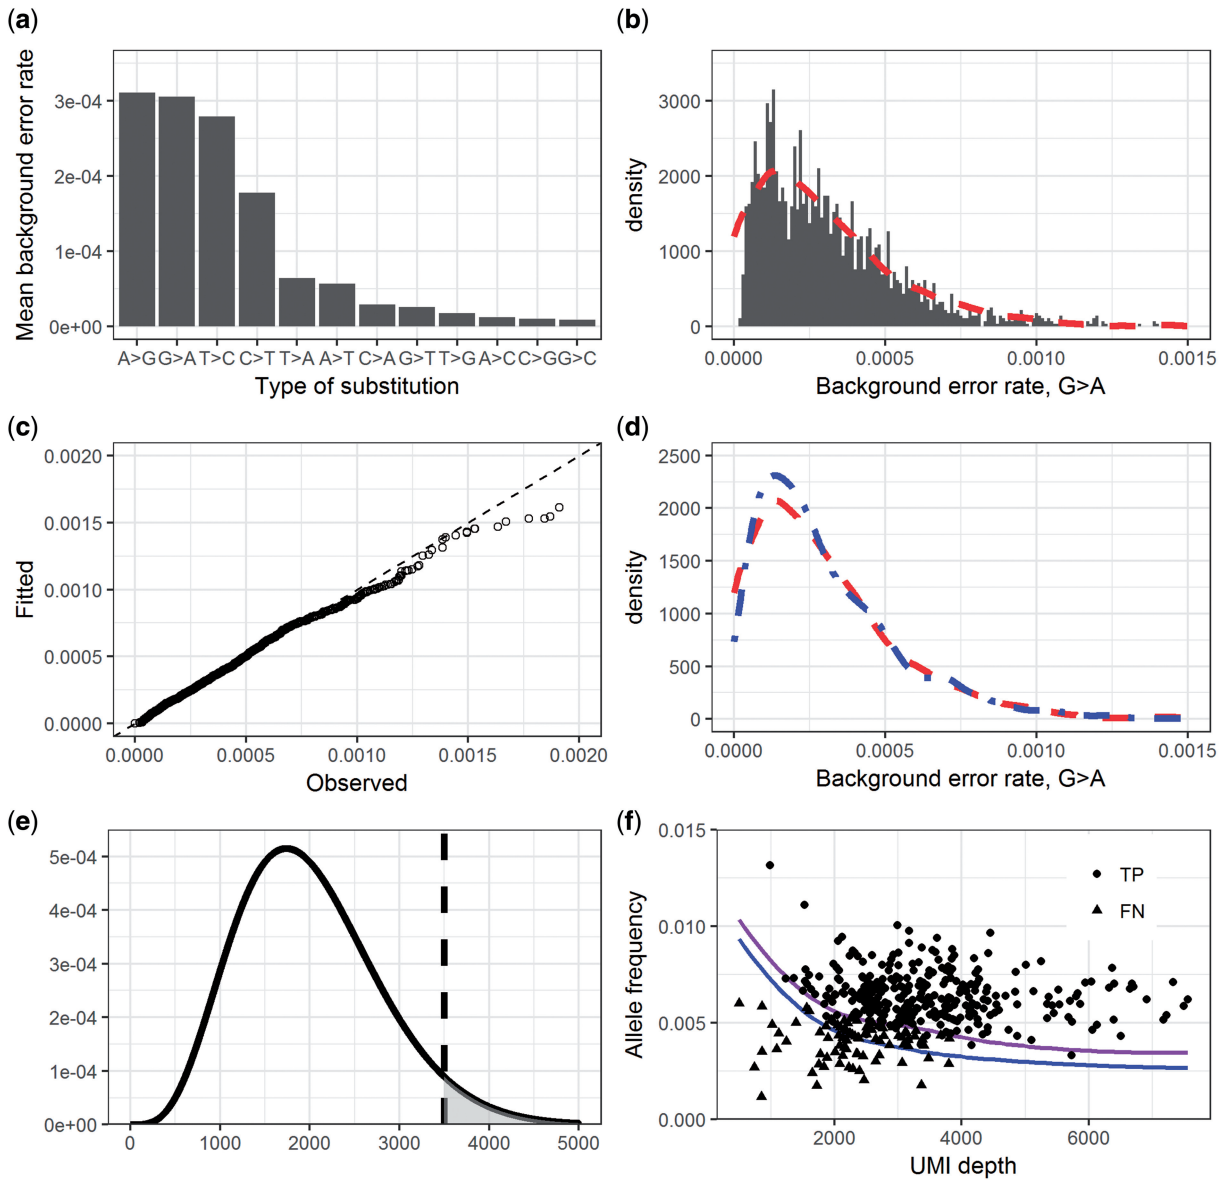 (a)
Mean background error rate
3e-04
2e-04
1e-04
0e+00
A>G G>A T>C C>T T>A A>T C>A G>T T>G A>C C>G G>C
Type of substitution
(b)
density
3000
2000
1000
0
0.0000 0.0005 0.0010 0.0015
Background error rate, G>A
(c)
Fitted
0.0020
0.0015
0.0010
0.0005
0.0000
0.0000 0.0005 0.0010 0.0015 0.0020
Observed
(d)
density
2500
2000
1500
1000
500
0
0.0000 0.0005 0.0010 0.0015
Background error rate, G>A
(e)
5e-04
4e-04
3e-04
2e-04
1e-04
0e+00
0 1000 2000 3000 4000 5000
(f)
Allele frequency
0.015
0.010
0.005
0.000
TP
FN
2000 4000 6000
UMI depth